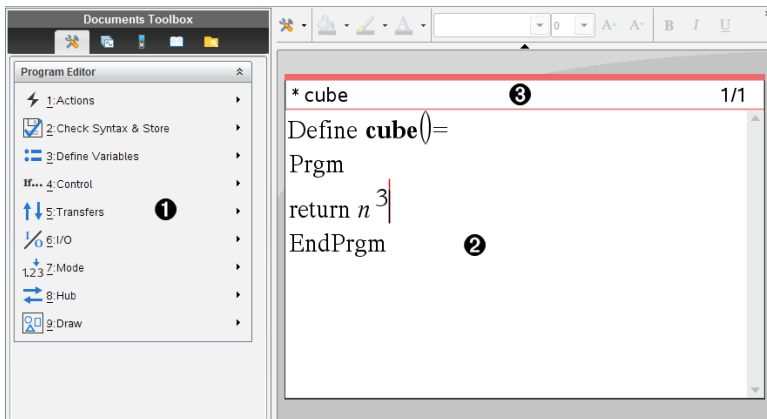 Documents Toolbox
Program Editor
1:Actions
2:Check Syntax & Store
3:Define Variables
If... 4:Control
5:Transfers
❶
I/O 6:I/O
1.23 7:Mode
8:Hub
9:Draw
0
A+ A-
B I U
* cube ❸ 1/1
Define cube()=
Prgm
return n³
EndPrgm ❷